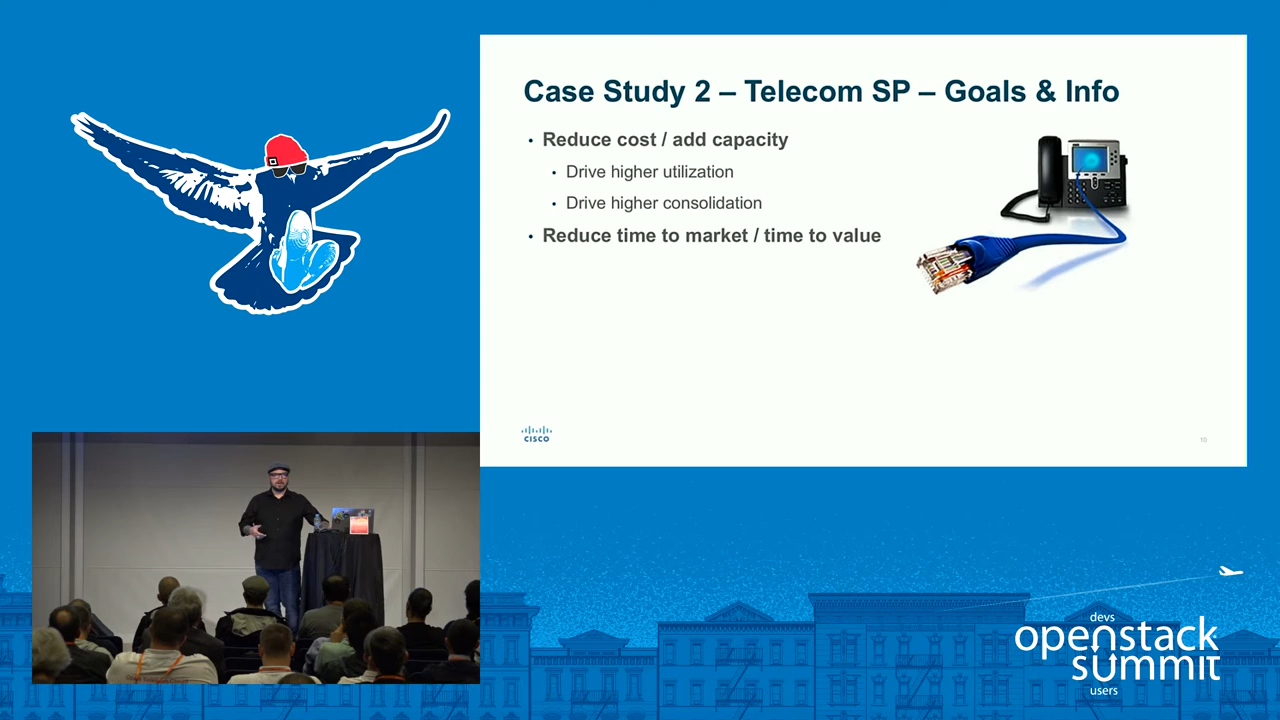 Case Study 2 – Telecom SP – Goals & Info
• Reduce cost / add capacity
• Drive higher utilization
• Drive higher consolidation
• Reduce time to market / time to value
CISCO
10
devs
openstack
summit
users